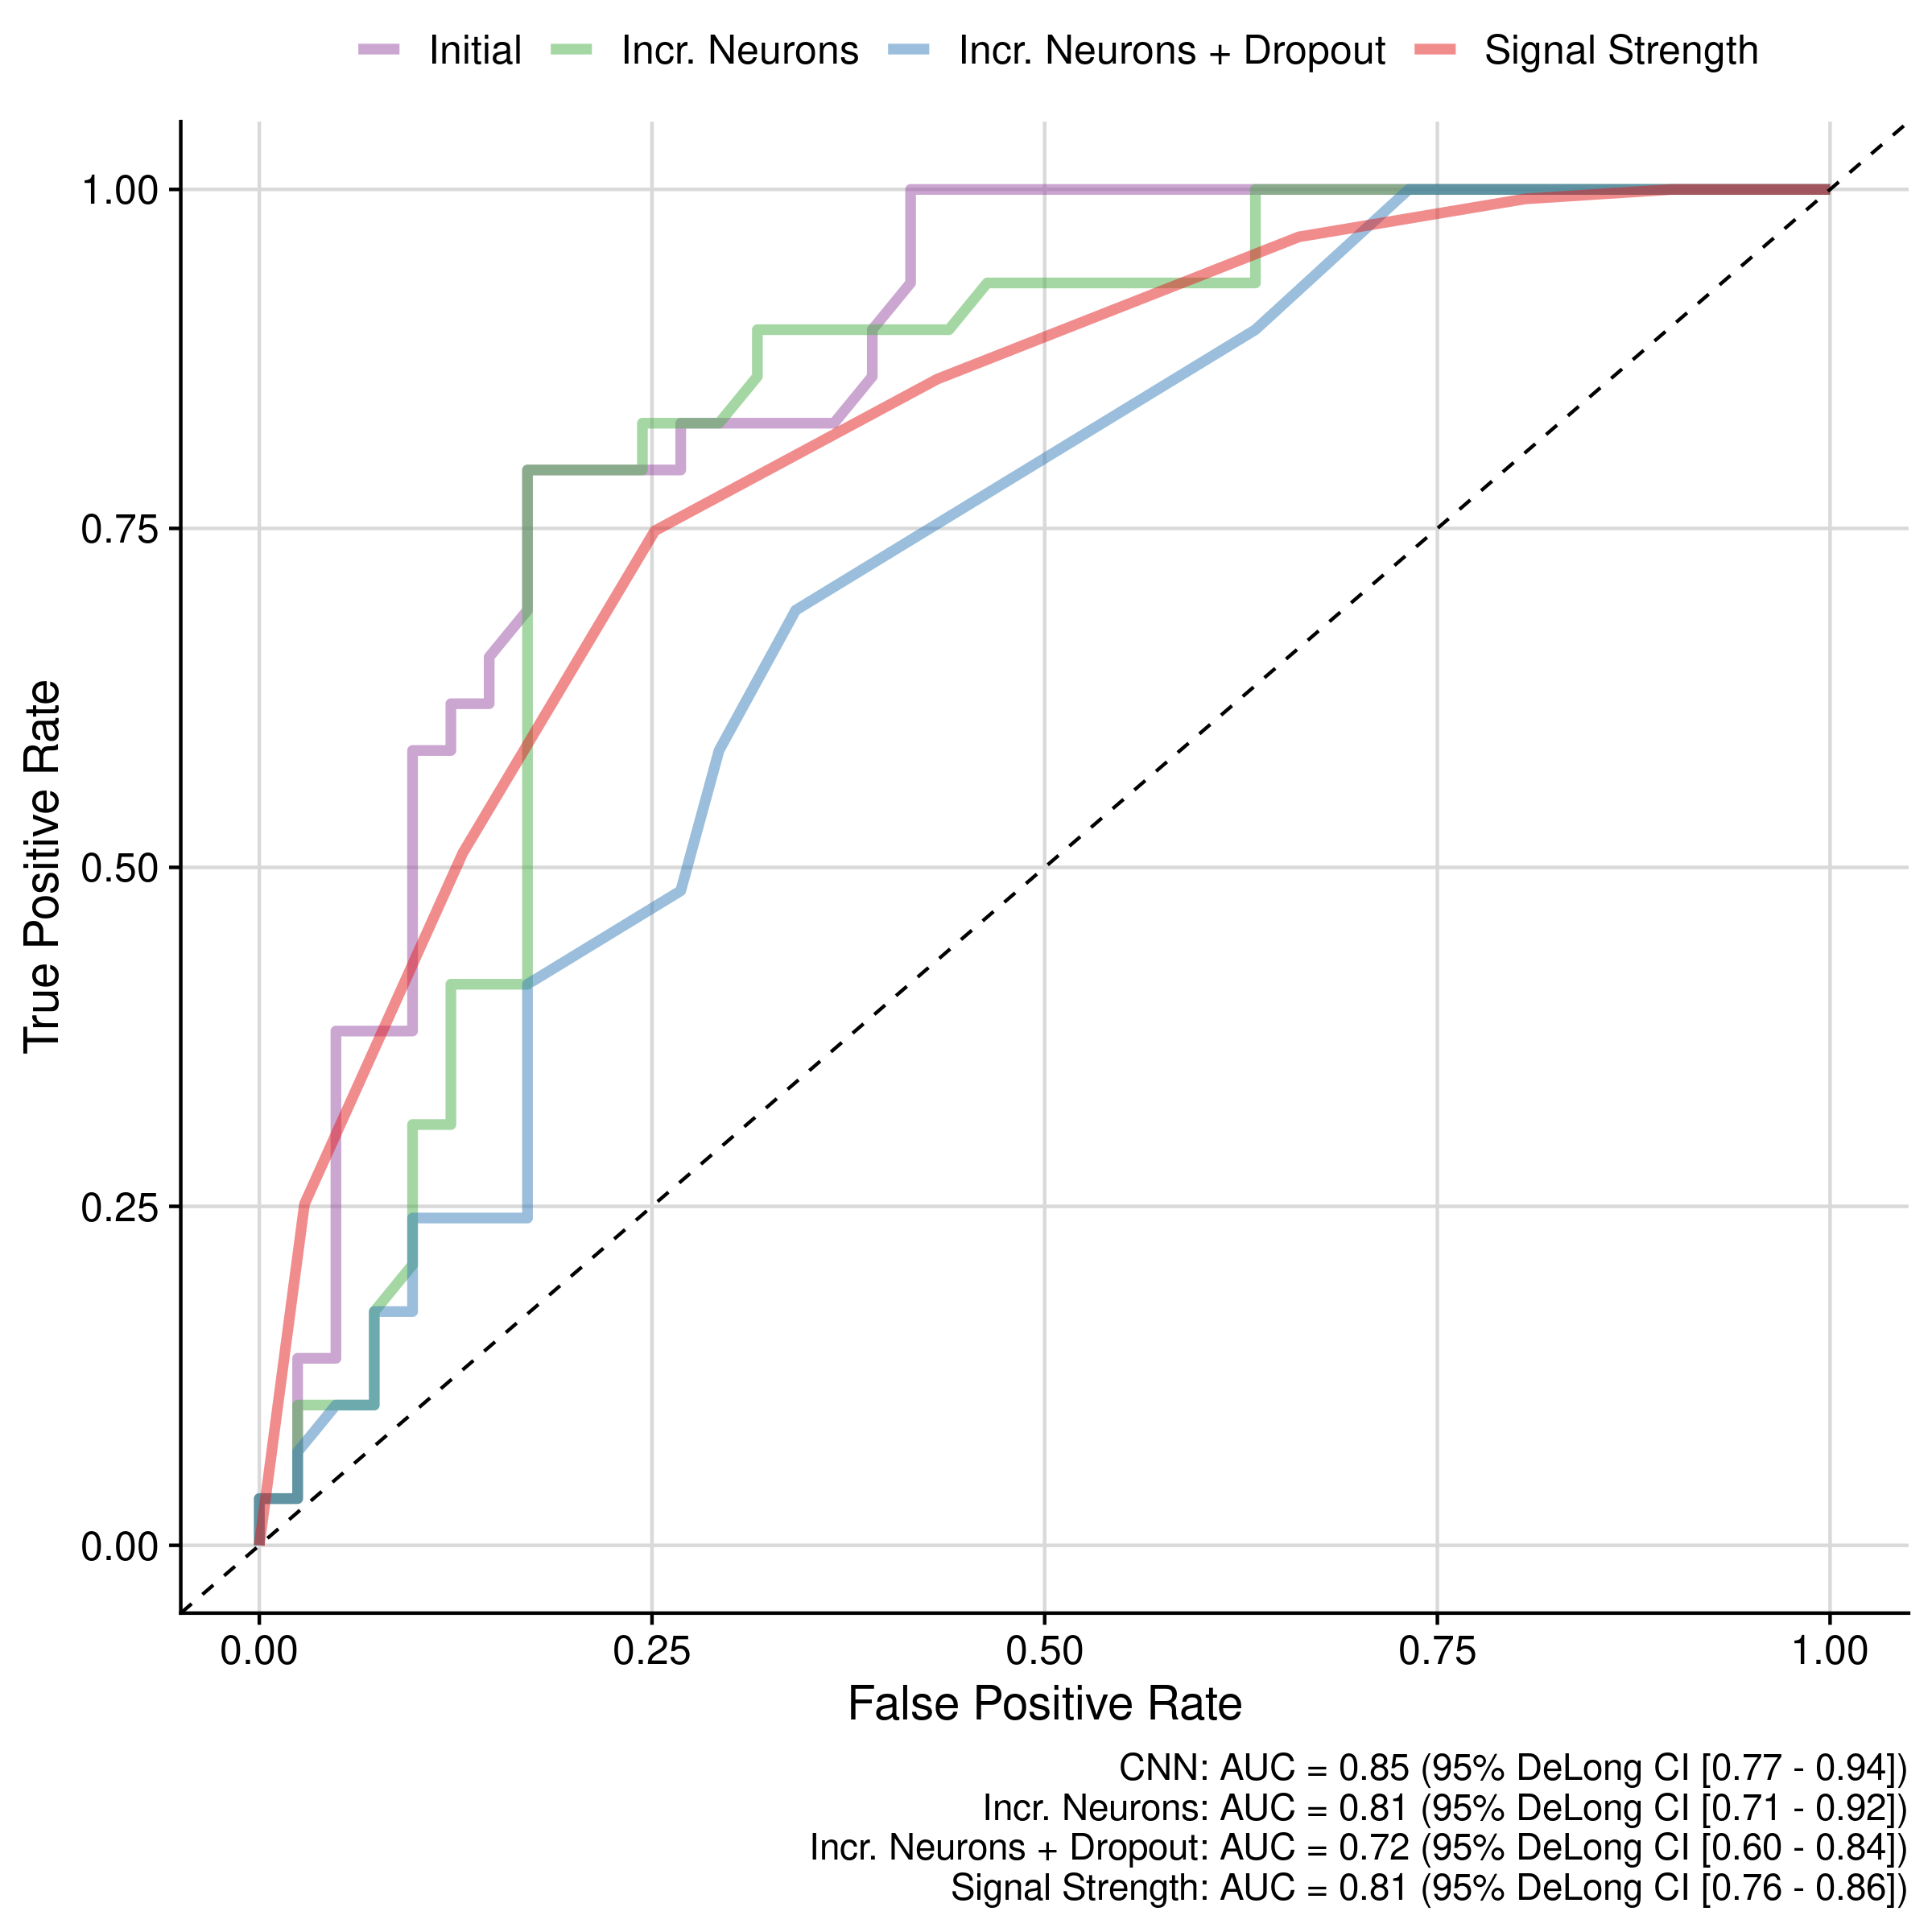 Initial Incr. Neurons Incr. Neurons + Dropout Signal Strength
1.00
0.75
0.50
0.25
0.00
True Positive Rate
0.00 0.25 0.50 0.75 1.00
False Positive Rate
CNN: AUC = 0.85 (95% DeLong CI [0.77 - 0.94])
Incr. Neurons: AUC = 0.81 (95% DeLong CI [0.71 - 0.92])
Incr. Neurons + Dropout: AUC = 0.72 (95% DeLong CI [0.60 - 0.84])
Signal Strength: AUC = 0.81 (95% DeLong CI [0.76 - 0.86])